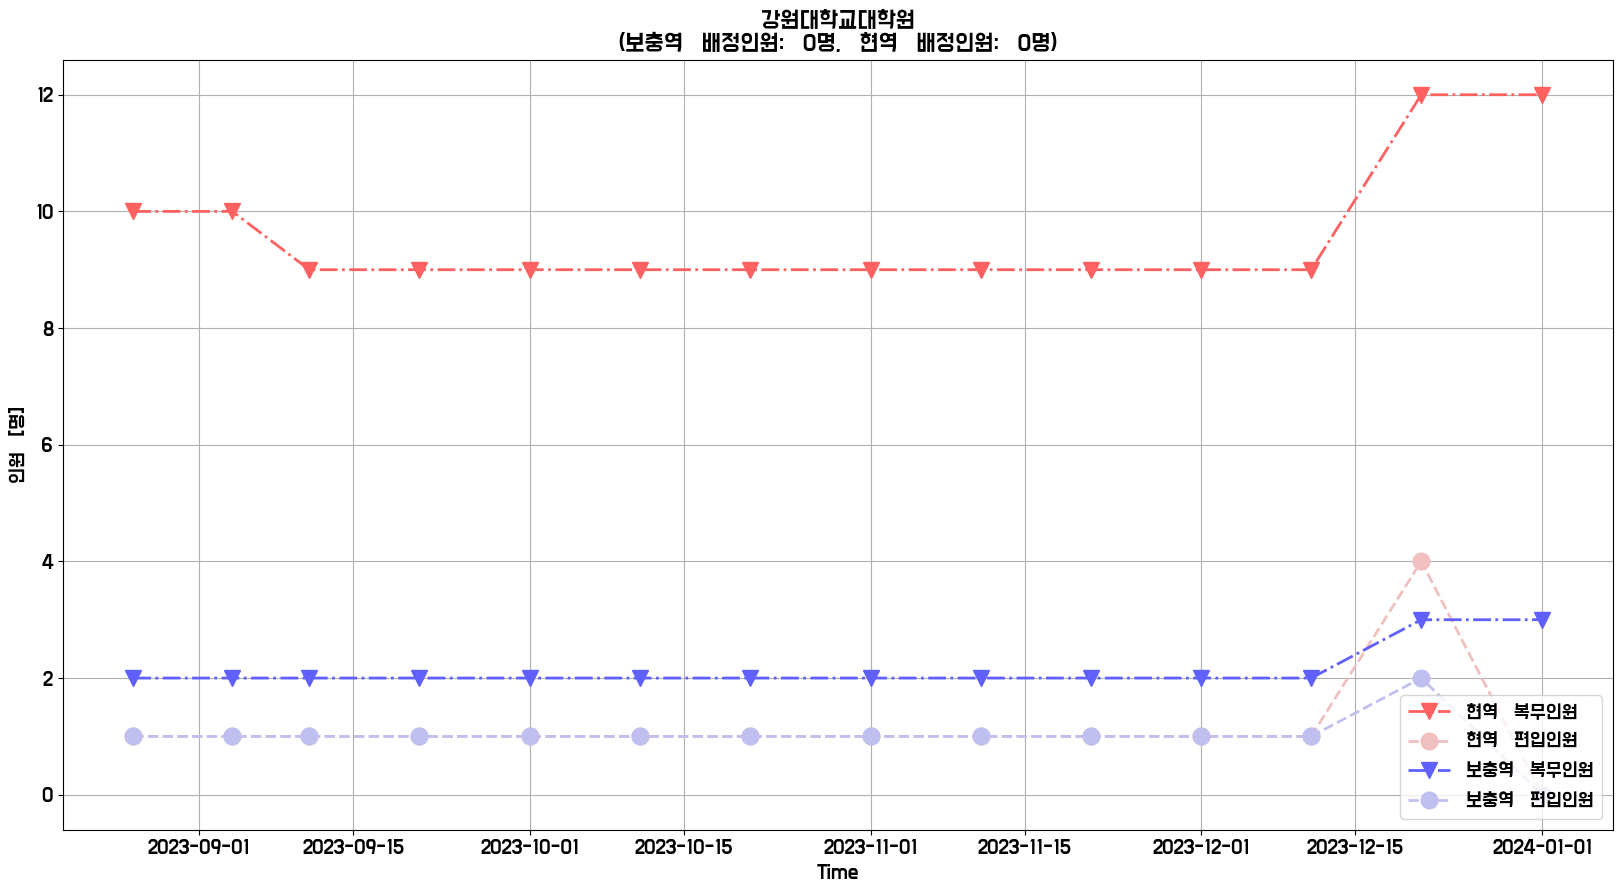 강원대학교대학원
(보충역 배정인원: 0명, 현역 배정인원: 0명)
인원 [명]
12
10
8
6
4
2
0
현역 복무인원
현역 편입인원
보충역 복무인원
보충역 편입인원
2023-09-01 2023-09-15 2023-10-01 2023-10-15 2023-11-01 2023-11-15 2023-12-01 2023-12-15 2024-01-01
Time